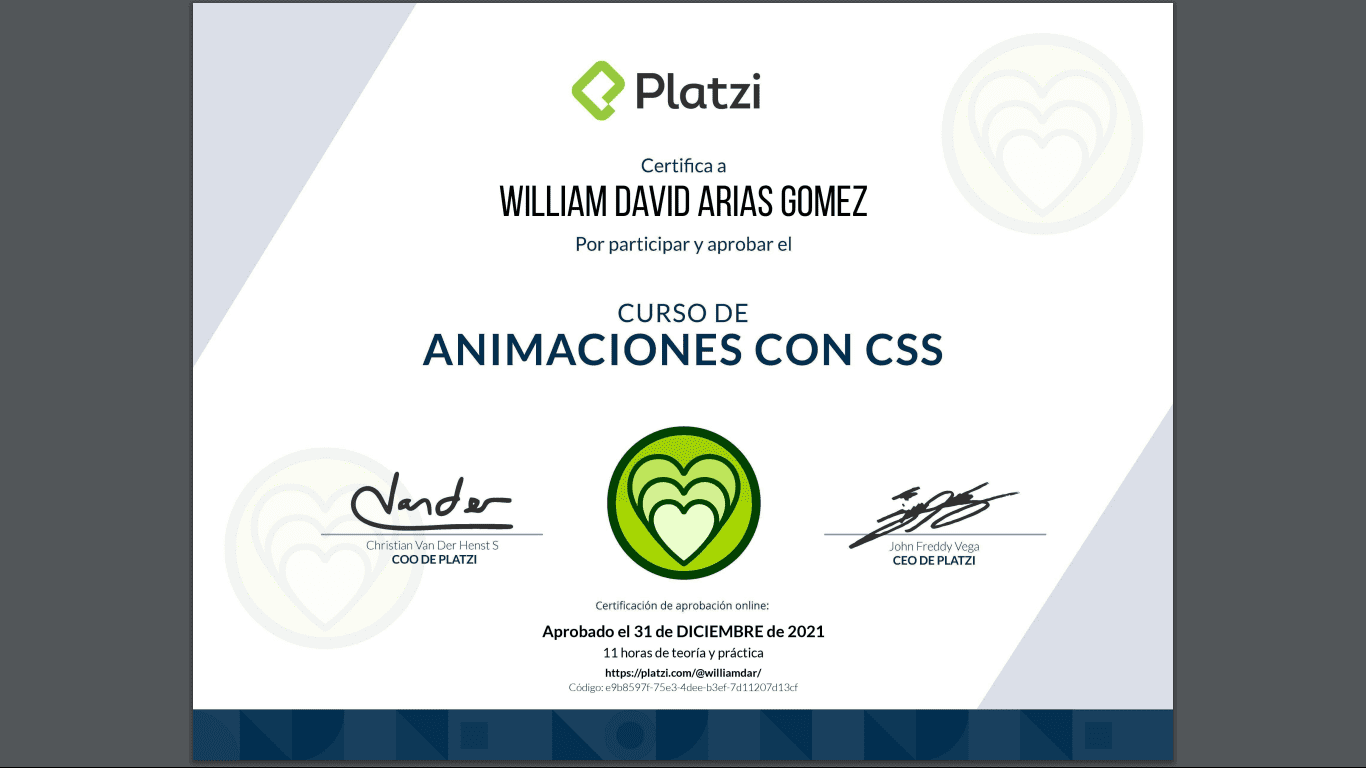 Platzi
Certifica a
WILLIAM DAVID ARIAS GOMEZ
Por participar y aprobar el
CURSO DE
ANIMACIONES CON CSS
Vander
Christian Van Der Henst S
COO DE PLATZI
John Freddy Vega
CEO DE PLATZI
Certificación de aprobación online:
Aprobado el 31 de DICIEMBRE de 2021
11 horas de teoría y práctica
https://platzi.com/@williamdar/
Código: e9b8597f-75e3-4dee-b3ef-7d11207d13cf